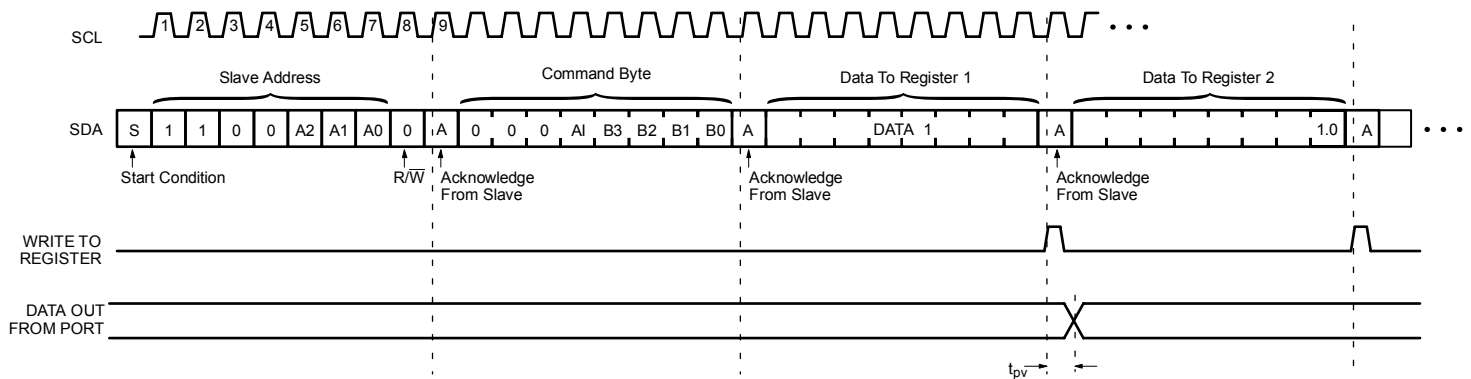 SCL 1 2 3 4 5 6 7 8 9
Slave Address Command Byte Data To Register 1 Data To Register 2
SDA S 1 1 0 0 A2 A1 A0 0 A 0 0 0 AI B3 B2 B1 B0 A DATA 1 A 1.0 A
Start Condition R/W̅ Acknowledge From Slave Acknowledge From Slave Acknowledge From Slave
WRITE TO
REGISTER
DATA OUT
FROM PORT
tpv